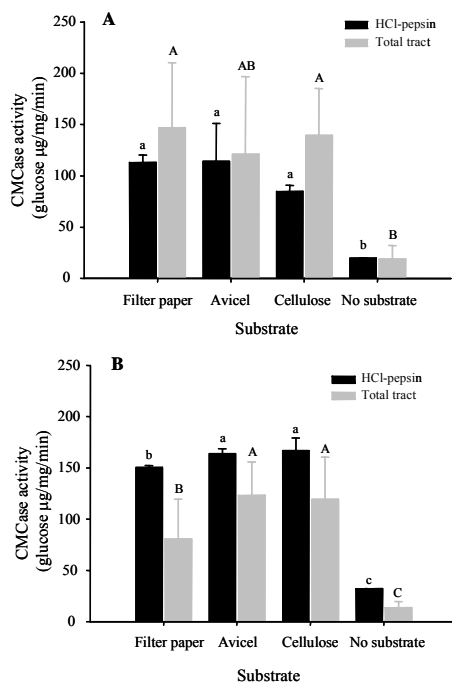 A
HCl-pepsin
Total tract
CMCase activity
(glucose µg/mg/min)
250
200
150
100
50
0
a
A
a
AB
a
A
b
B
Filter paper
Avicel
Cellulose
No substrate
Substrate
B
HCl-pepsin
Total tract
CMCase activity
(glucose µg/mg/min)
250
150
150
100
50
0
b
B
a
A
a
A
c
C
Filter paper
Avicel
Cellulose
No substrate
Substrate